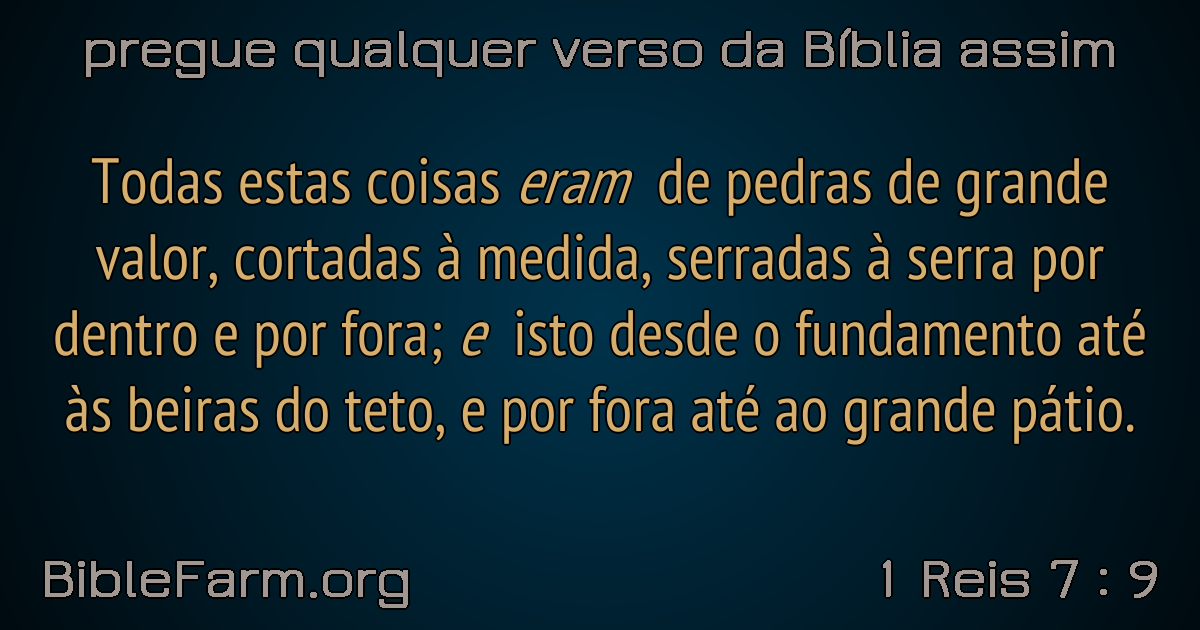 pregue qualquer verso da Bíblia assim
Todas estas coisas eram de pedras de grande
valor, cortadas à medida, serradas à serra por
dentro e por fora; e isto desde o fundamento até
às beiras do teto, e por fora até ao grande pátio.
BibleFarm.org
1 Reis 7 : 9